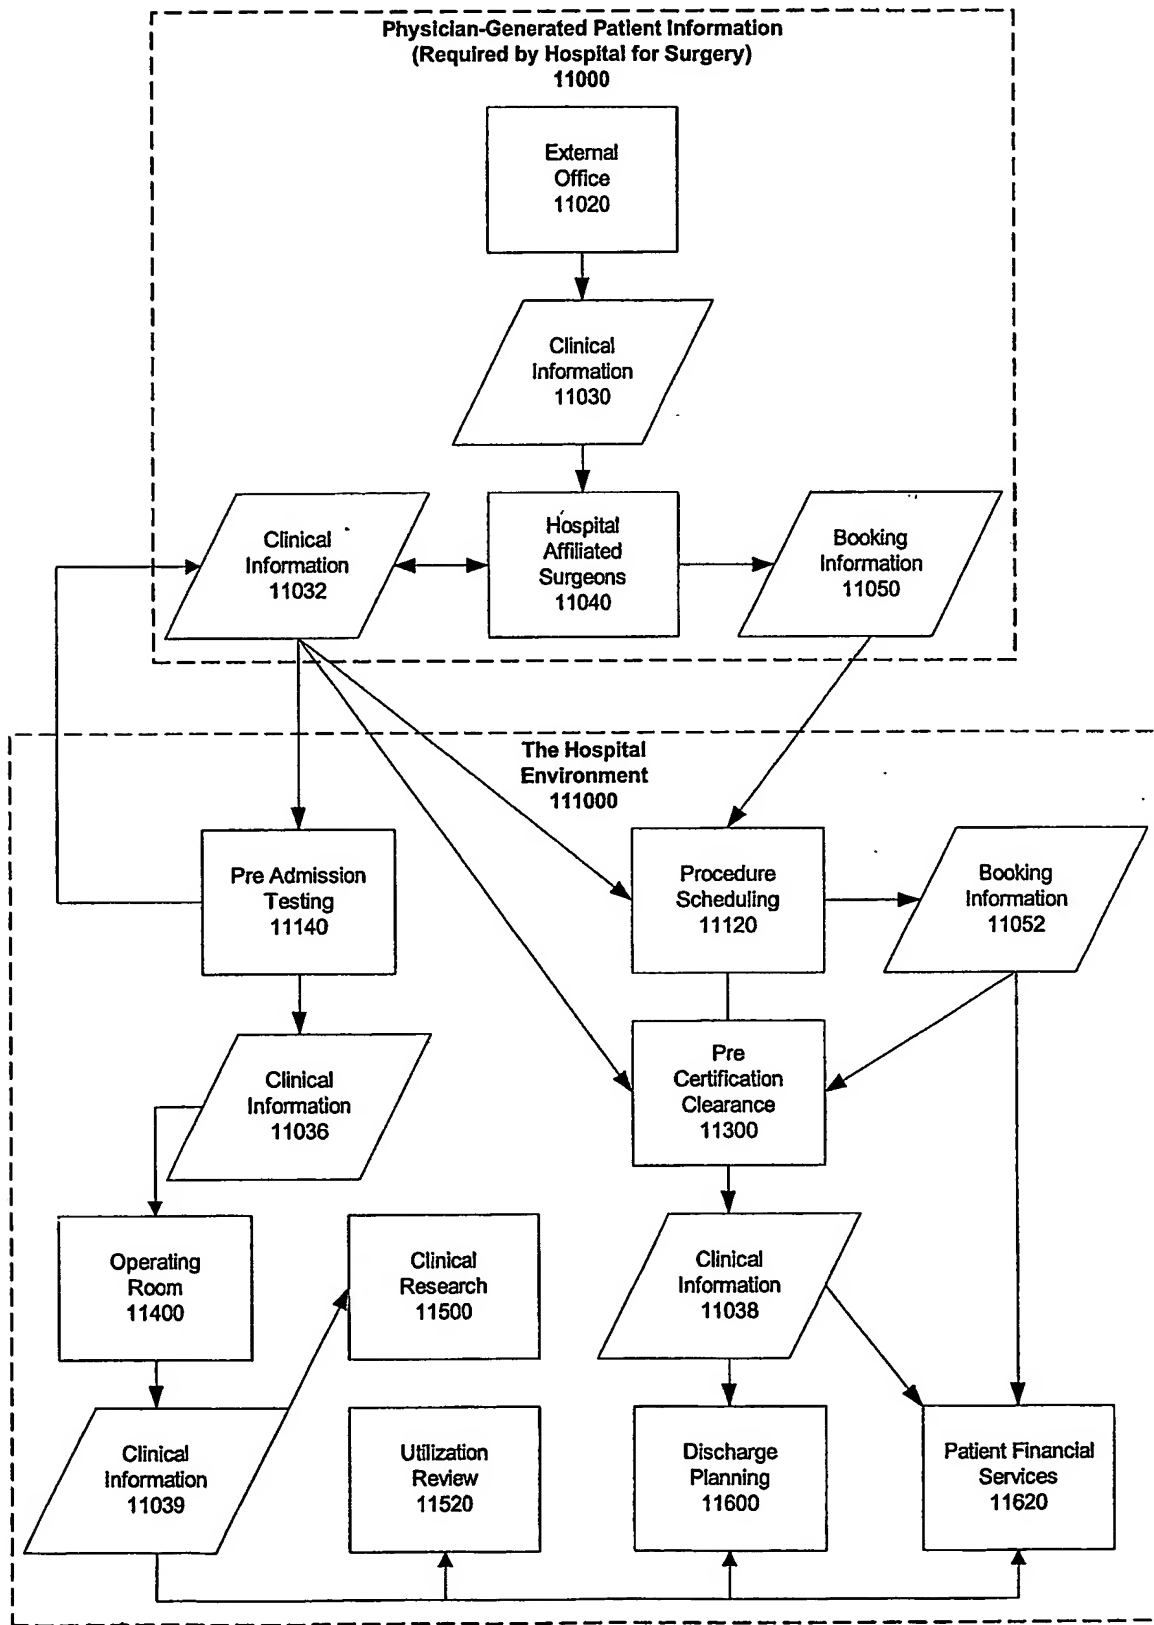 Physician-Generated Patient Information
(Required by Hospital for Surgery)
11000
External
Office
11020
Clinical
Information
11030
Clinical
Information
11032
Hospital
Affiliated
Surgeons
11040
Booking
Information
11050
The Hospital
Environment
111000
Pre Admission
Testing
11140
Procedure
Scheduling
11120
Booking
Information
11052
Clinical
Information
11036
Pre
Certification
Clearance
11300
Operating
Room
11400
Clinical
Research
11500
Clinical
Information
11038
Clinical
Information
11039
Utilization
Review
11520
Discharge
Planning
11600
Patient Financial
Services
11620